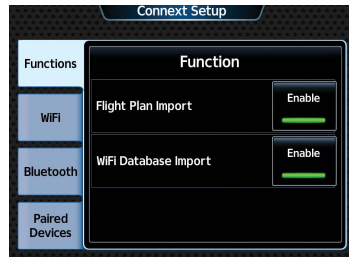 Connext Setup
Functions
WiFi
Bluetooth
Paired
Devices
Function
Flight Plan Import
Enable
WiFi Database Import
Enable